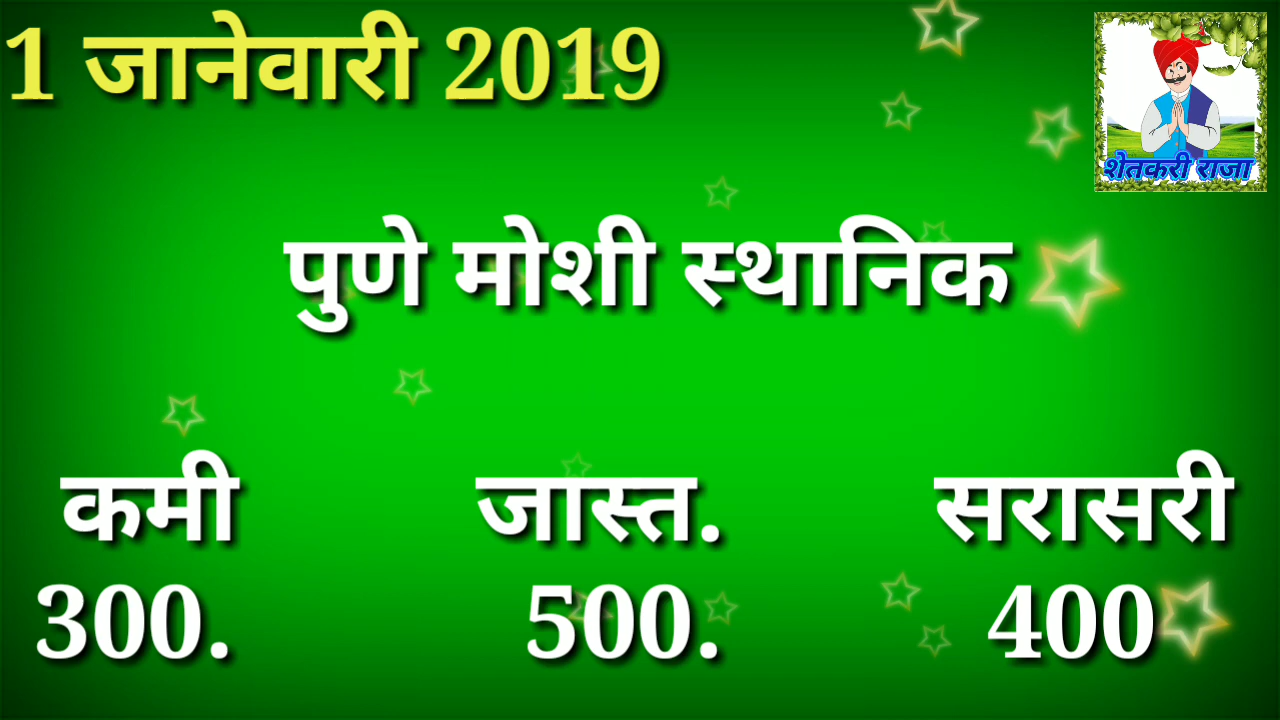 1 जानेवारी 2019
शेतकरी राजा
पुणे मोशी स्थानिक
कमी जास्त. सरासरी
300. 500. 400